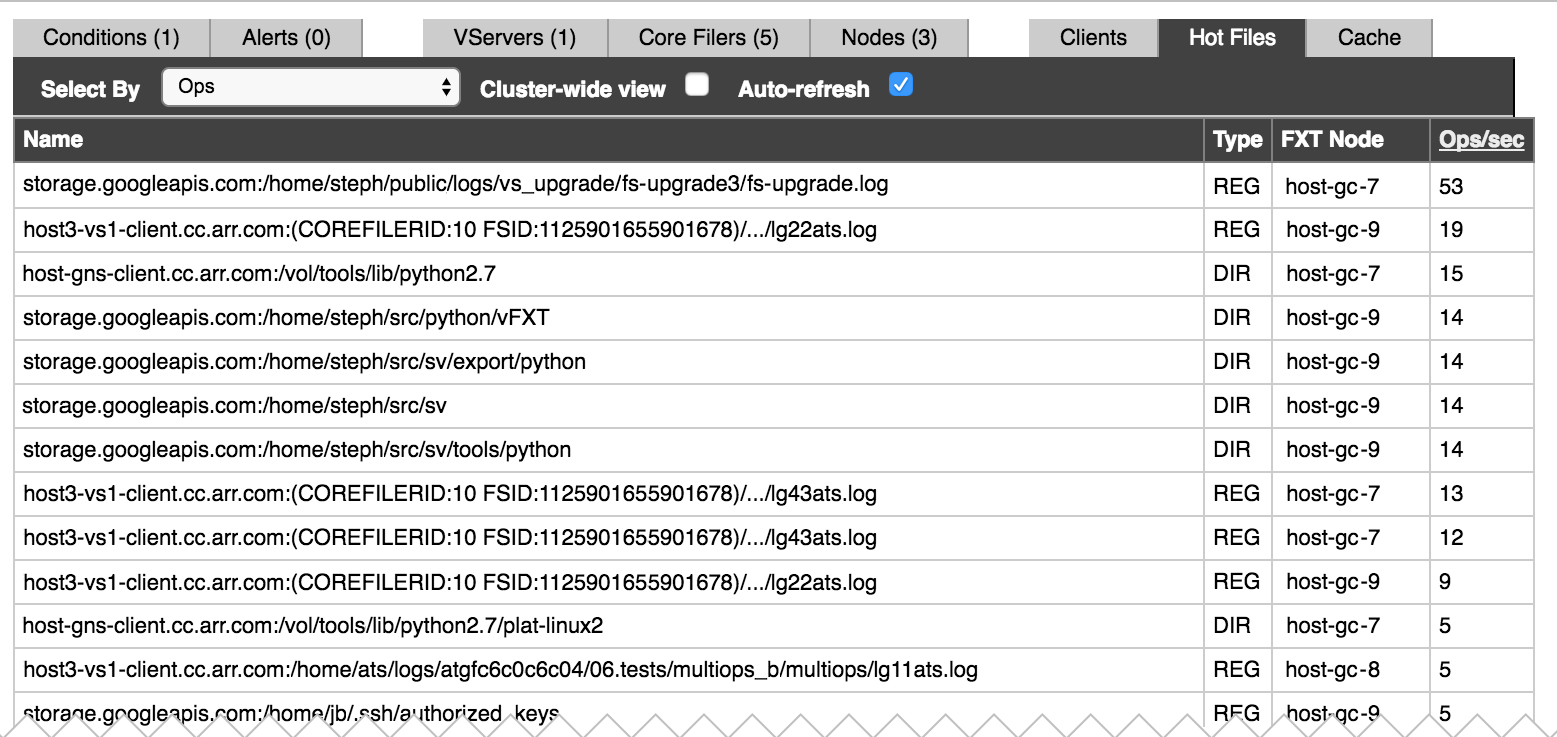 Conditions (1) Alerts (0) VServers (1) Core Filers (5) Nodes (3) Clients Hot Files Cache
Select By Ops Cluster-wide view Auto-refresh
Name Type FXT Node Ops/sec
storage.googleapis.com:/home/steph/public/logs/vs_upgrade/fs-upgrade3/fs-upgrade.log REG host-gc-7 53
host3-vs1-client.cc.arr.com:(COREFILERID:10 FSID:1125901655901678)/.../lg22ats.log REG host-gc-9 19
host-gns-client.cc.arr.com:/vol/tools/lib/python2.7 DIR host-gc-7 15
storage.googleapis.com:/home/steph/src/python/vFXT DIR host-gc-9 14
storage.googleapis.com:/home/steph/src/sv/export/python DIR host-gc-9 14
storage.googleapis.com:/home/steph/src/sv DIR host-gc-9 14
storage.googleapis.com:/home/steph/src/sv/tools/python DIR host-gc-9 14
host3-vs1-client.cc.arr.com:(COREFILERID:10 FSID:1125901655901678)/.../lg43ats.log REG host-gc-7 13
host3-vs1-client.cc.arr.com:(COREFILERID:10 FSID:1125901655901678)/.../lg43ats.log REG host-gc-7 12
host3-vs1-client.cc.arr.com:(COREFILERID:10 FSID:1125901655901678)/.../lg22ats.log REG host-gc-9 9
host-gns-client.cc.arr.com:/vol/tools/lib/python2.7/plat-linux2 DIR host-gc-7 5
host3-vs1-client.cc.arr.com:/home/ats/logs/atgfc6c0c6c04/06.tests/multiops_b/multiops/lg11ats.log REG host-gc-8 5
storage.googleapis.com:/home/jb/.ssh/authorized_keys REG host-gc-9 5